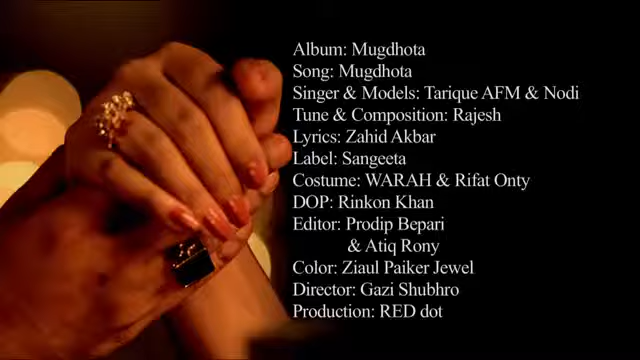 Album: Mugdhota
Song: Mugdhota
Singer & Models: Tarique AFM & Nodi
Tune & Composition: Rajesh
Lyrics: Zahid Akbar
Label: Sangeeta
Costume: WARAH & Rifat Onty
DOP: Rinkon Khan
Editor: Prodip Bepari
& Atiq Rony
Color: Ziaul Paiker Jewel
Director: Gazi Shubhro
Production: RED dot